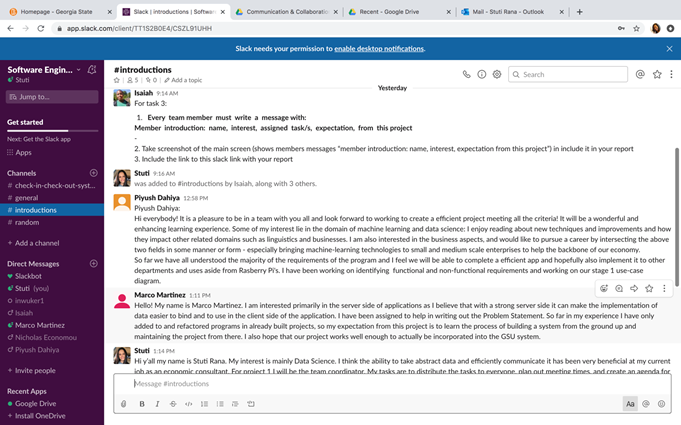 Homepage - Georgia State
Slack | introductions | Softwar
Communication & Collaboratio
Recent - Google Drive
Mail - Stuti Rana - Outlook
app.slack.com/client/TT1S2B0E4/CSZL91UHH
Slack needs your permission to enable desktop notifications.
Software Engin...
Stuti
Jump to...
Get started
Next: Get the Slack app
Apps
Channels
# check-in-check-out-syst...
# general
# introductions
# random
+ Add a channel
Direct Messages
Slackbot
Stuti (you)
inwuker1
Isaiah
Marco Martinez
Nicholas Economou
Piyush Dahiya
+ Invite people
Recent Apps
Google Drive
+ Install OneDrive
#introductions
5 | 0 | Add a topic
Search
Yesterday
Isaiah 9:14 AM
For task 3:
1. Every team member must write a message with:
Member introduction: name, interest, assigned task/s, expectation, from this project
-
2. Take screenshot of the main screen (shows members messages “member introduction: name, interest, expectation from this project”) in include it in your report
3. Include the link to this slack link with your report
Stuti 9:16 AM
was added to #introductions by Isaiah, along with 3 others.
Piyush Dahiya 12:58 PM
Piyush Dahiya:
Hi everybody! It is a pleasure to be in a team with you all and look forward to working to create a efficient project meeting all the criteria! It will be a wonderful and
enhancing learning experience. Some of my interest lie in the domain of meeting learning and data science: I enjoy reading about new techniques and improvements and how
they impact other related domains such as linguistics and businesses. I am also interested in the business aspects, and would like to pursue a career by intersecting the above
two fields in some manner or form - especially bringing machine-learning technologies to small and medium scale enterprises to help the backbone of our economy.
So far we have all understood the majority of the requirements of the program and I feel we will be able to complete a efficient app and hopefully also implement it to other
departments and uses aside from Rasberry Pi's. I have been working on identifying functional and non-functional requirements and working on our stage 1 use-case
diagram.
Marco Martinez 1:11 PM
Hello! My name is Marco Martinez. I am interested primarily in the server side of applications as I believe that with a strong server side it can make the implementation of
data easier to bind and to use in the client side of the application. I have been assigned to help in writing out the Problem Statement. So far in my experience I have only
added to and refactored programs in already built projects, so my expectation from this project is to learn the process of building a system from the ground up and
maintaining the project from there. I also hope that our project works well enough to actually be incorporated into the GSU system.
Stuti 1:14 PM
Hi y'all my name is Stuti Rana. My interest is mainly Data Science. I think the ability to take abstract data and efficiently communicate it has been very beneficial at my current
job as an economic consultant. For project 1 I will be the team coordinator. My tasks are to distribute the tasks to everyone, plan out meeting times, and create an agenda for
Message #introductions
B I
Aa